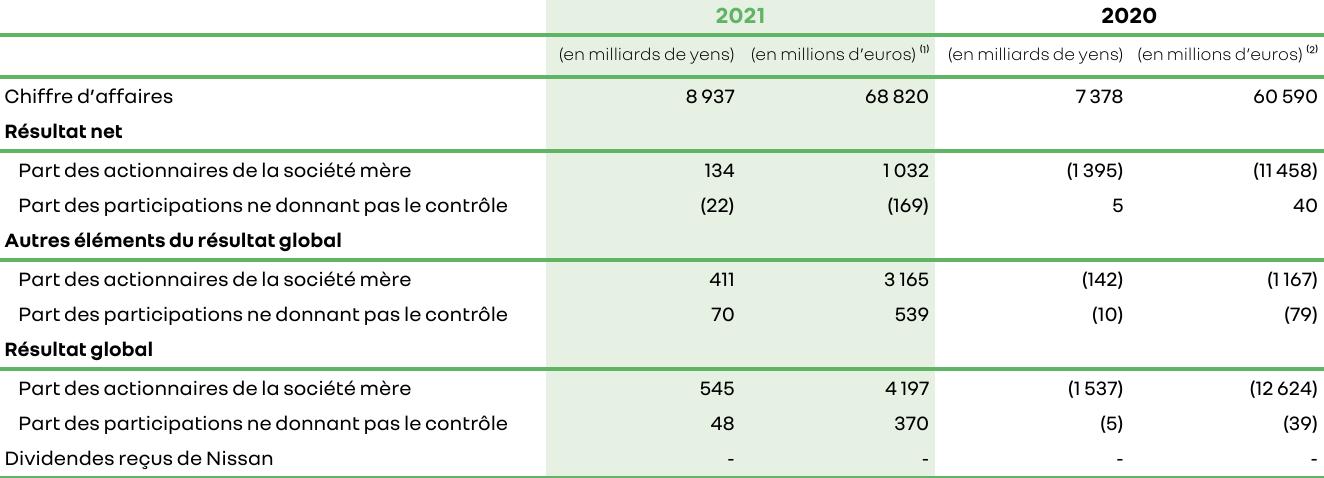 2021 2020
(en milliards de yens) (en millions d'euros) (1) (en milliards de yens) (en millions d'euros) (2)
Chiffre d'affaires 8 937 68 820 7 378 60 590
Résultat net
Part des actionnaires de la société mère 134 1 032 (1 395) (11 458)
Part des participations ne donnant pas le contrôle (22) (169) 5 40
Autres éléments du résultat global
Part des actionnaires de la société mère 411 3 165 (142) (1 167)
Part des participations ne donnant pas le contrôle 70 539 (10) (79)
Résultat global
Part des actionnaires de la société mère 545 4 197 (1 537) (12 624)
Part des participations ne donnant pas le contrôle 48 370 (5) (39)
Dividendes reçus de Nissan - - - -